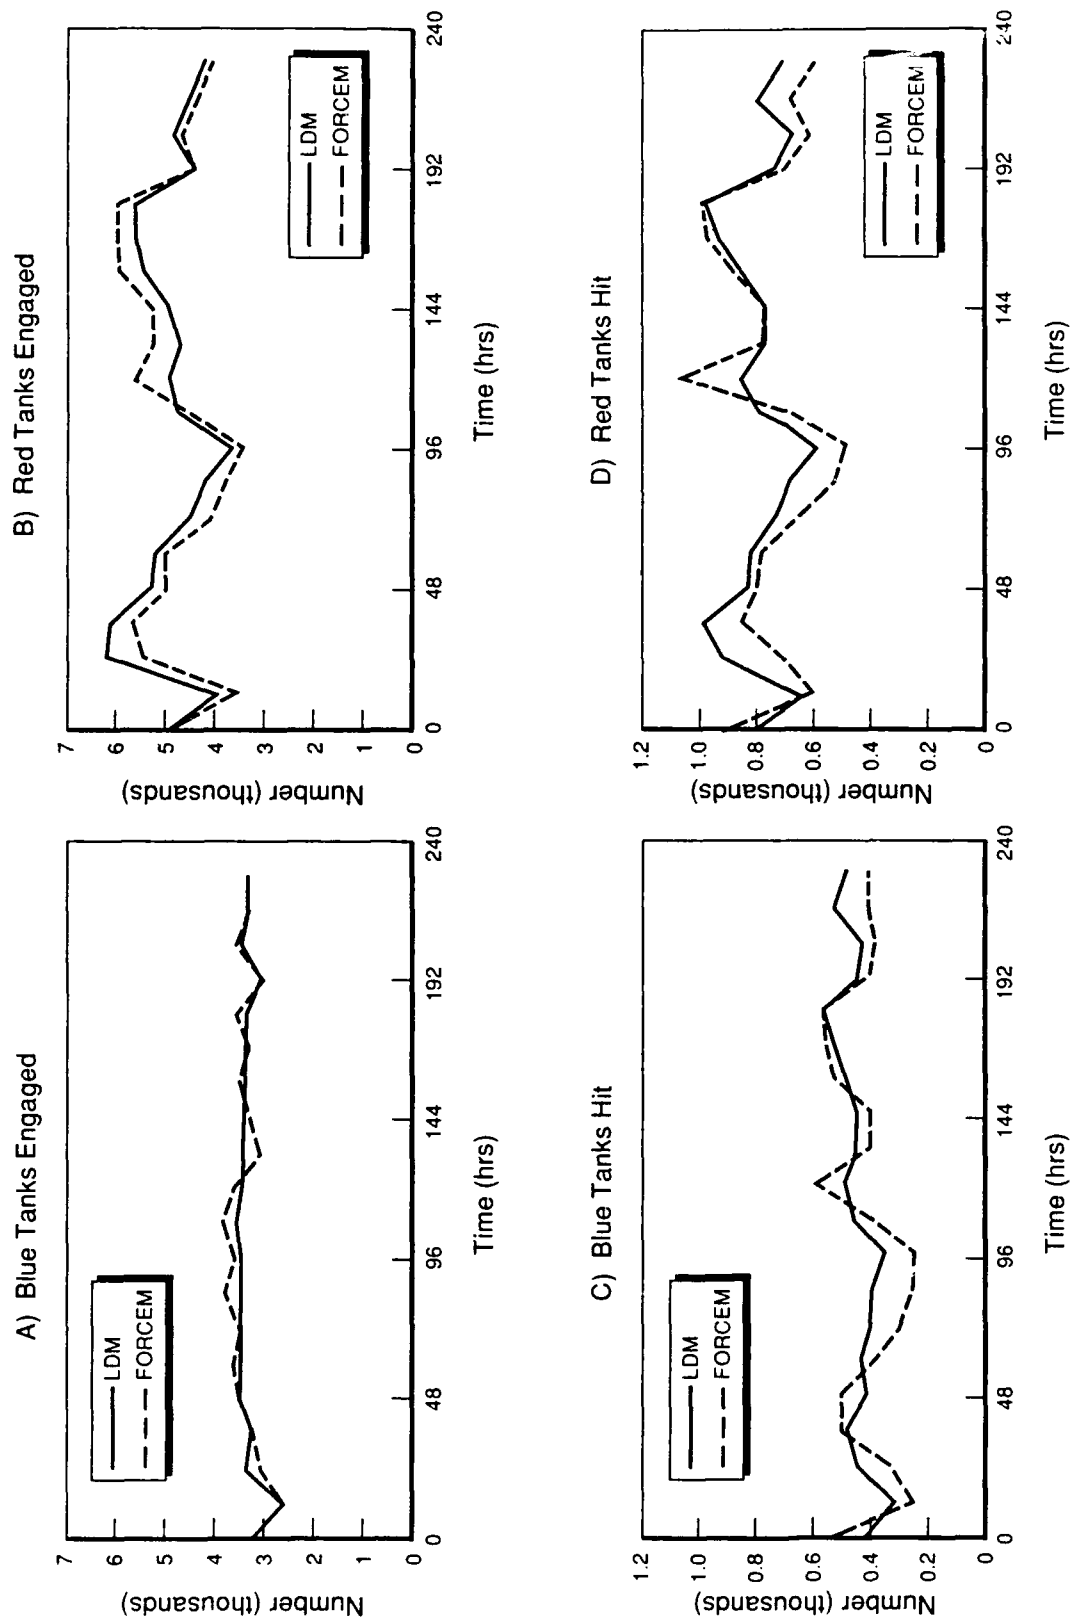 A) Blue Tanks Engaged
Number (thousands)
7
6
5
4
3
2
1
0
0
48
96
144
192
240
Time (hrs)
LDM
FORCEM
B) Red Tanks Engaged
Number (thousands)
7
6
5
4
3
2
1
0
0
48
96
144
192
240
Time (hrs)
LDM
FORCEM
C) Blue Tanks Hit
Number (thousands)
1.2
1.0
0.8
0.6
0.4
0.2
0
0
48
96
144
192
240
Time (hrs)
LDM
FORCEM
D) Red Tanks Hit
Number (thousands)
1.2
1.0
0.8
0.6
0.4
0.2
0
0
48
96
144
192
240
Time (hrs)
LDM
FORCEM